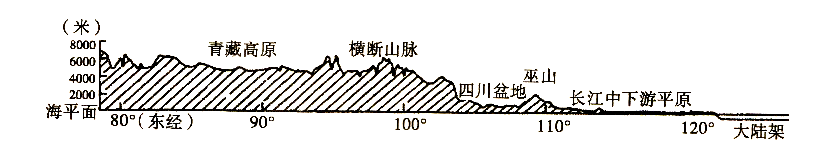 （米）
8000
6000
4000
2000
海平面
青藏高原
横断山脉
四川盆地
巫山
长江中下游平原
80°（东经）
90°
100°
110°
120°
大陆架